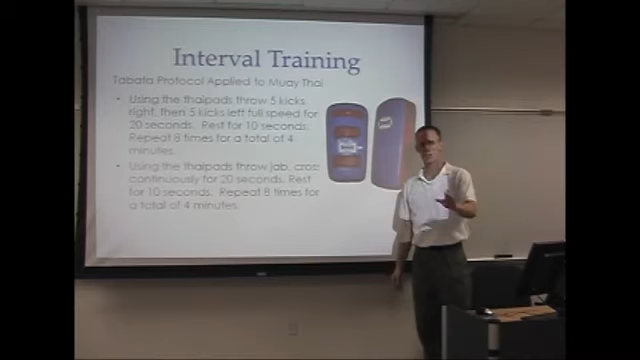 Interval Training
Tabata Protocol Applied to Muay Thai
• Using the thaipads throw 5 kicks
right, then 5 kicks left full speed for
20 seconds. Rest for 10 seconds.
Repeat 8 times for a total of 4
minutes.
• Using the thaipads throw jab, cross
continuously for 20 seconds. Rest
for 10 seconds. Repeat 8 times for
a total of 4 minutes.